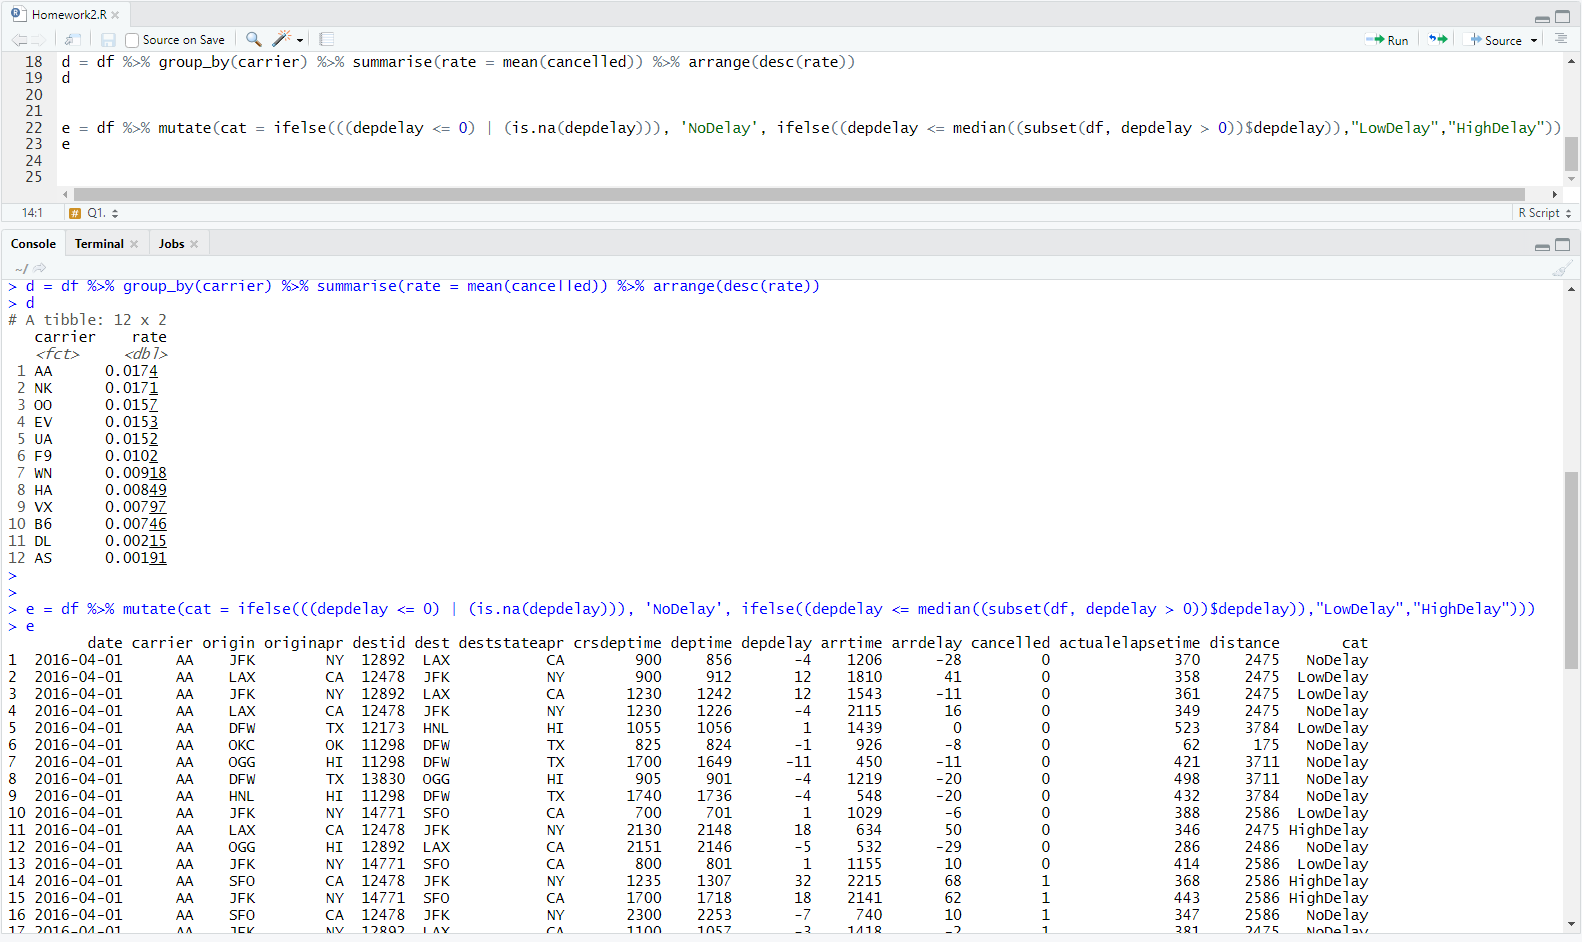 Homework2.R
Source on Save
Run
Source
18 d = df %>% group_by(carrier) %>% summarise(rate = mean(cancelled)) %>% arrange(desc(rate))
19 d
20
21
22 e = df %>% mutate(cat = ifelse(((depdelay <= 0) | (is.na(depdelay))), 'NoDelay', ifelse((depdelay <= median((subset(df, depdelay > 0))$depdelay)),"LowDelay","HighDelay"))
23 e
24
25
14:1 # Q1. R Script
Console Terminal Jobs
~/
> d = df %>% group_by(carrier) %>% summarise(rate = mean(cancelled)) %>% arrange(desc(rate))
> d
# A tibble: 12 x 2
carrier rate
<fct> <dbl>
1 AA 0.0174
2 NK 0.0171
3 OO 0.0157
4 EV 0.0153
5 UA 0.0152
6 F9 0.0102
7 WN 0.00918
8 HA 0.00849
9 VX 0.00797
10 B6 0.00746
11 DL 0.00215
12 AS 0.00191
>
>
> e = df %>% mutate(cat = ifelse(((depdelay <= 0) | (is.na(depdelay))), 'NoDelay', ifelse((depdelay <= median((subset(df, depdelay > 0))$depdelay)),"LowDelay","HighDelay")))
> e
date carrier origin originapr destid dest deststateapr crsdeptime deptime depdelay arrtime arrdelay cancelled actualelapsetime distance cat
1 2016-04-01 AA JFK NY 12892 LAX CA 900 856 -4 1206 -28 0 370 2475 NoDelay
2 2016-04-01 AA LAX CA 12478 JFK NY 900 912 12 1810 41 0 358 2475 LowDelay
3 2016-04-01 AA JFK NY 12892 LAX CA 1230 1242 12 1543 -11 0 361 2475 LowDelay
4 2016-04-01 AA LAX CA 12478 JFK NY 1230 1226 -4 2115 16 0 349 2475 NoDelay
5 2016-04-01 AA DFW TX 12173 HNL HI 1055 1056 1 1439 0 0 523 3784 LowDelay
6 2016-04-01 AA OKC OK 11298 DFW TX 825 824 -1 926 -8 0 62 175 NoDelay
7 2016-04-01 AA OGG HI 11298 DFW TX 1700 1649 -11 450 -11 0 421 3711 NoDelay
8 2016-04-01 AA DFW TX 13830 OGG HI 905 901 -4 1219 -20 0 498 3711 NoDelay
9 2016-04-01 AA HNL HI 11298 DFW TX 1740 1736 -4 548 -20 0 432 3784 NoDelay
10 2016-04-01 AA JFK NY 14771 SFO CA 700 701 1 1029 -6 0 388 2586 LowDelay
11 2016-04-01 AA LAX CA 12478 JFK NY 2130 2148 18 634 50 0 346 2475 HighDelay
12 2016-04-01 AA OGG HI 12892 LAX CA 2151 2146 -5 532 -29 0 286 2486 NoDelay
13 2016-04-01 AA JFK NY 14771 SFO CA 800 801 1 1155 10 0 414 2586 LowDelay
14 2016-04-01 AA SFO CA 12478 JFK NY 1235 1307 32 2215 68 1 368 2586 HighDelay
15 2016-04-01 AA JFK NY 14771 SFO CA 1700 1718 18 2141 62 1 443 2586 HighDelay
16 2016-04-01 AA SFO CA 12478 JFK NY 2300 2253 -7 740 10 1 347 2586 NoDelay
17 2016-04-01 AA JFK NY 12892 LAX CA 1100 1057 -3 1418 -2 1 381 2475 NoDelay